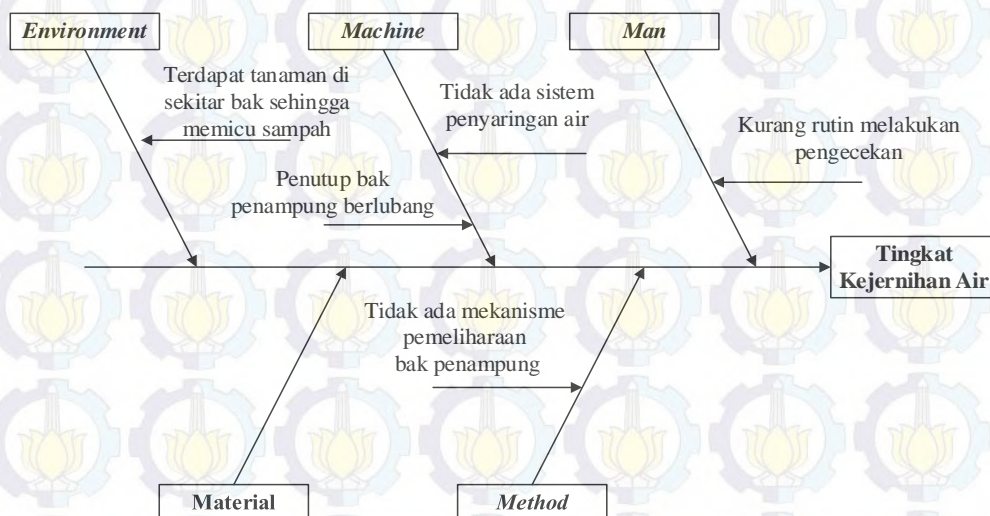 Environment
Machine
Man
Terdapat tanaman di
sekitar bak sehingga
memicu sampah
Tidak ada sistem
penyaringan air
Kurang rutin melakukan
pengecekan
Penutup bak
penampung berlubang
Tingkat
Kejernihan Air
Tidak ada mekanisme
pemeliharaan
bak penampung
Material
Method